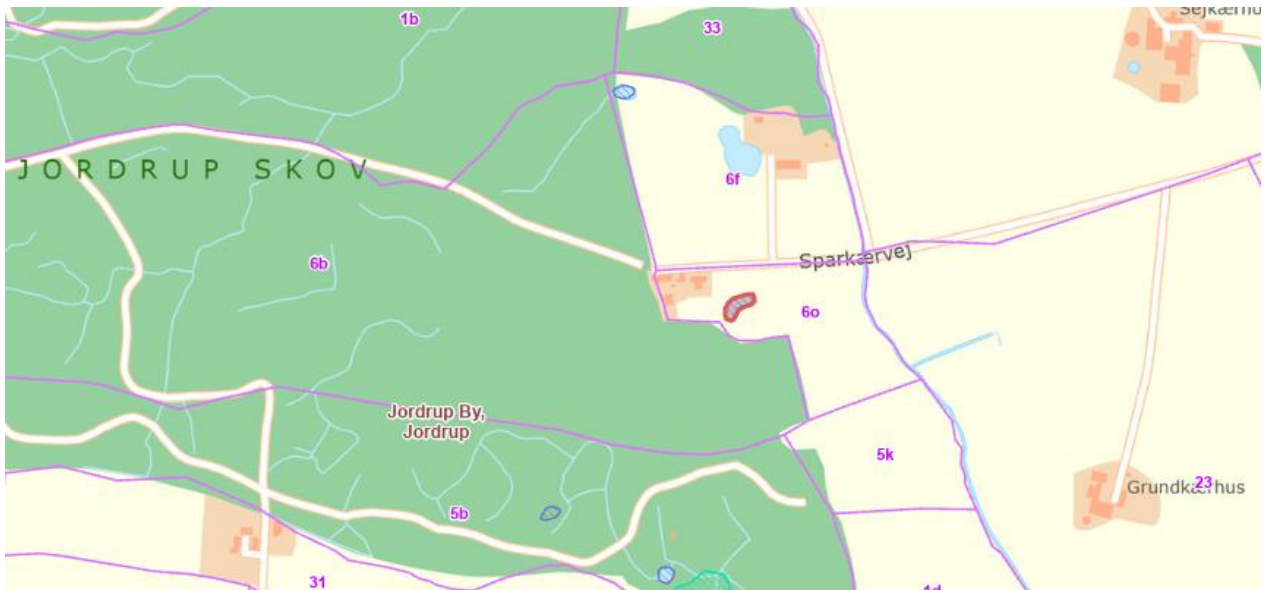 1b
33
JORDRUP SKOV
6f
6b
Sparkærvej
6o
Jordrup By,
Jordrup
5k
Grundkærhus
23
5b
31